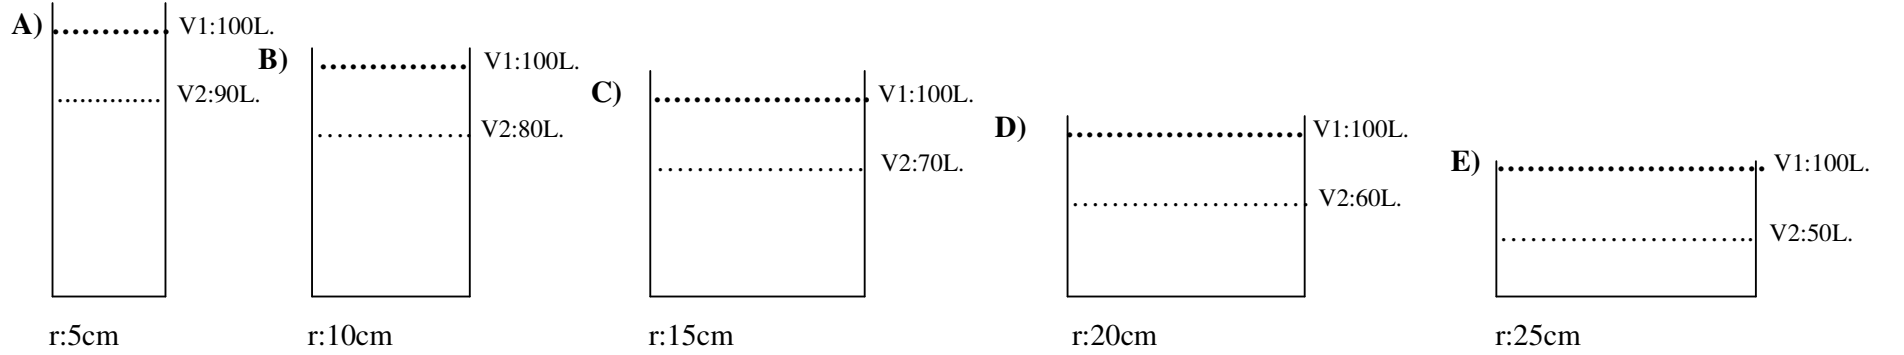 A) V1:100L.
V2:90L.
r:5cm
B) V1:100L.
V2:80L.
r:10cm
C) V1:100L.
V2:70L.
r:15cm
D) V1:100L.
V2:60L.
r:20cm
E) V1:100L.
V2:50L.
r:25cm